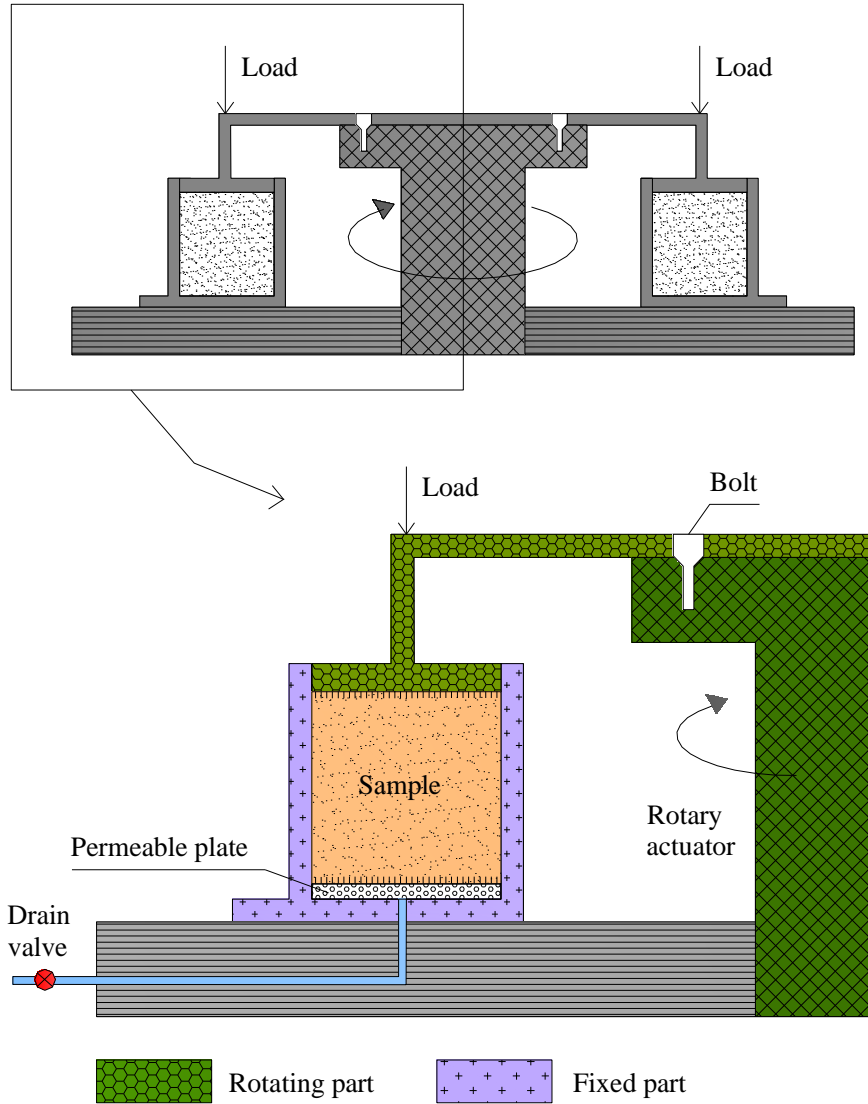 Load
Load
Load
Bolt
Sample
Rotary
actuator
Permeable plate
Drain
valve
Rotating part
Fixed part